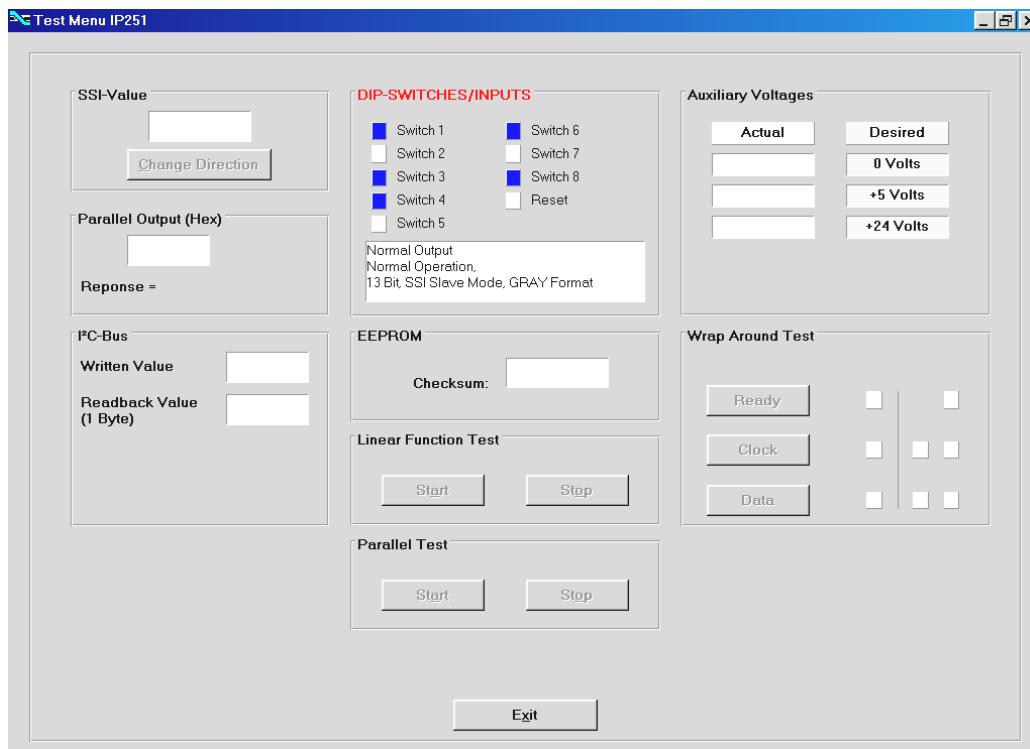 Test Menu IP251
SSI-Value
Change Direction
Parallel Output (Hex)
Reponse =
I²C-Bus
Written Value
Readback Value
(1 Byte)
DIP-SWITCHES/INPUTS
Switch 1
Switch 2
Switch 3
Switch 4
Switch 5
Switch 6
Switch 7
Switch 8
Reset
Normal Output
Normal Operation,
13 Bit, SSI Slave Mode, GRAY Format
EEPROM
Checksum:
Linear Function Test
Start Stop
Parallel Test
Start Stop
Auxiliary Voltages
Actual Desired
0 Volts
+5 Volts
+24 Volts
Wrap Around Test
Ready
Clock
Data
Exit